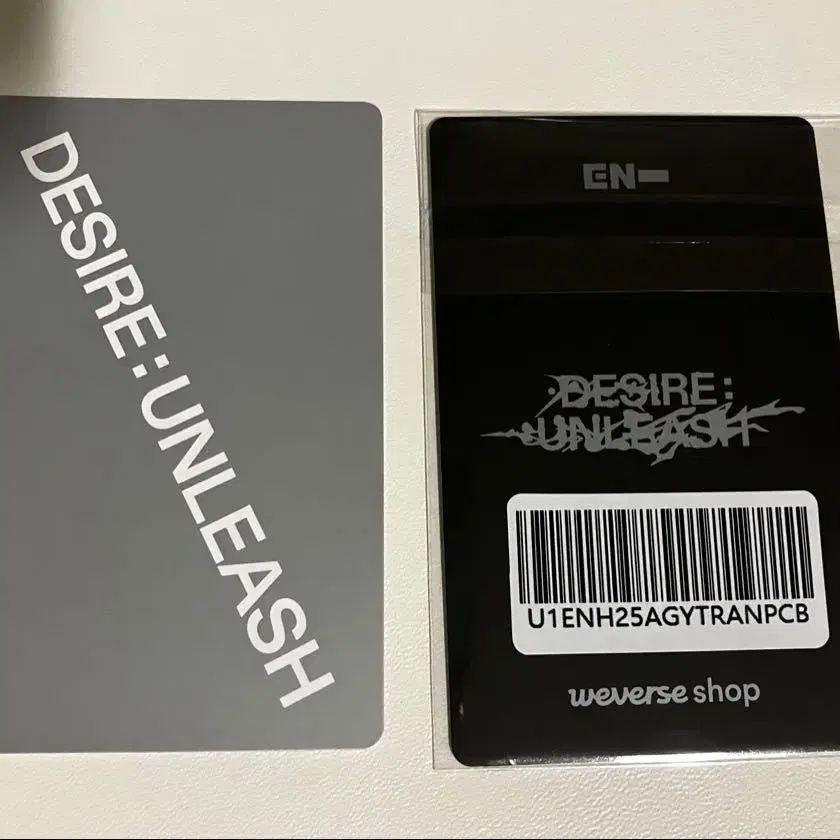 DESIRE : UNLEASH
EN-
DESIRE :
UNLEASH
U1ENH25AGYTRANPCB
weverse shop